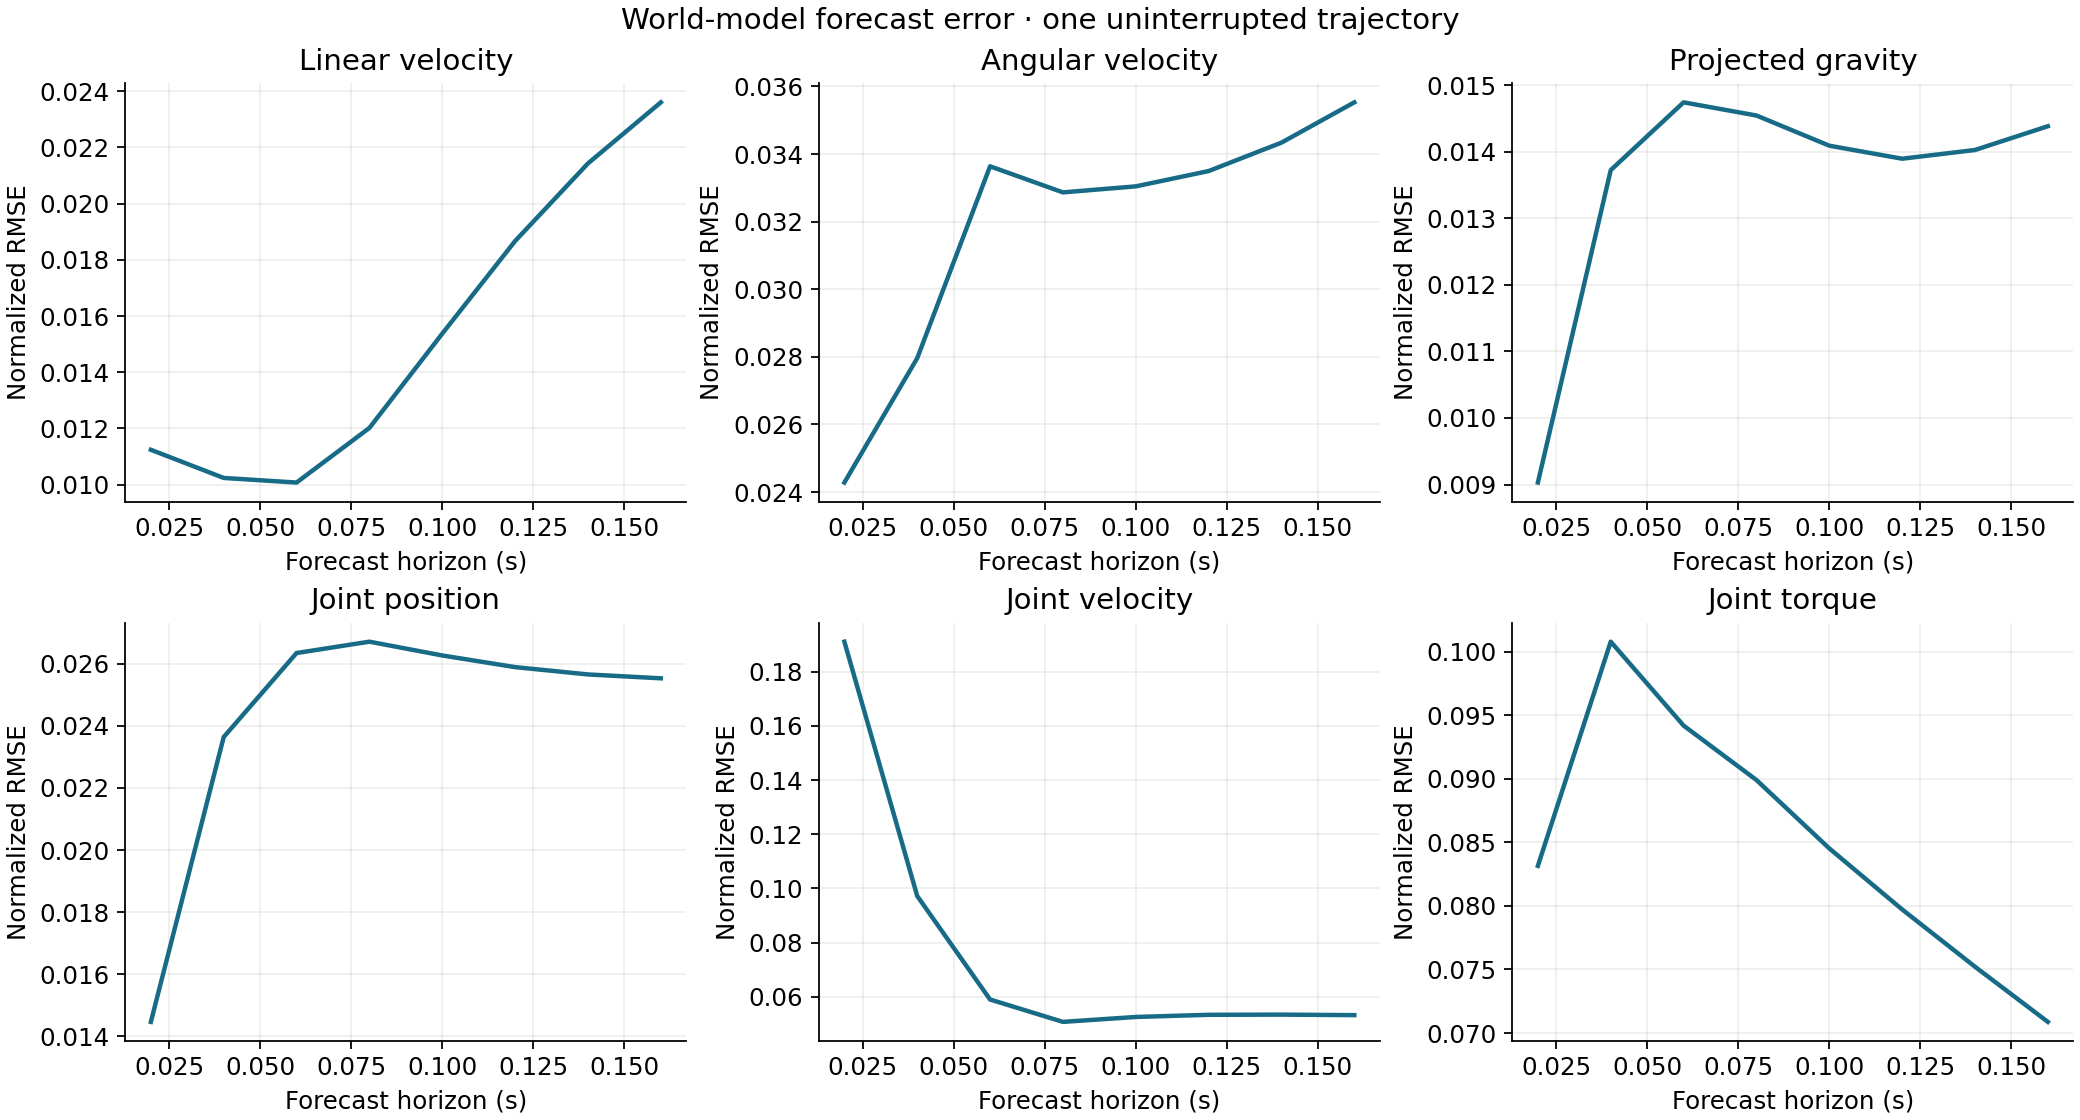 World-model forecast error · one uninterrupted trajectory
Linear velocity
Normalized RMSE
0.024
0.022
0.020
0.018
0.016
0.014
0.012
0.010
0.025 0.050 0.075 0.100 0.125 0.150
Forecast horizon (s)
Angular velocity
Normalized RMSE
0.036
0.034
0.032
0.030
0.028
0.026
0.024
0.025 0.050 0.075 0.100 0.125 0.150
Forecast horizon (s)
Projected gravity
Normalized RMSE
0.015
0.014
0.013
0.012
0.011
0.010
0.009
0.025 0.050 0.075 0.100 0.125 0.150
Forecast horizon (s)
Joint position
Normalized RMSE
0.026
0.024
0.022
0.020
0.018
0.016
0.014
0.025 0.050 0.075 0.100 0.125 0.150
Forecast horizon (s)
Joint velocity
Normalized RMSE
0.18
0.16
0.14
0.12
0.10
0.08
0.06
0.025 0.050 0.075 0.100 0.125 0.150
Forecast horizon (s)
Joint torque
Normalized RMSE
0.100
0.095
0.090
0.085
0.080
0.075
0.070
0.025 0.050 0.075 0.100 0.125 0.150
Forecast horizon (s)